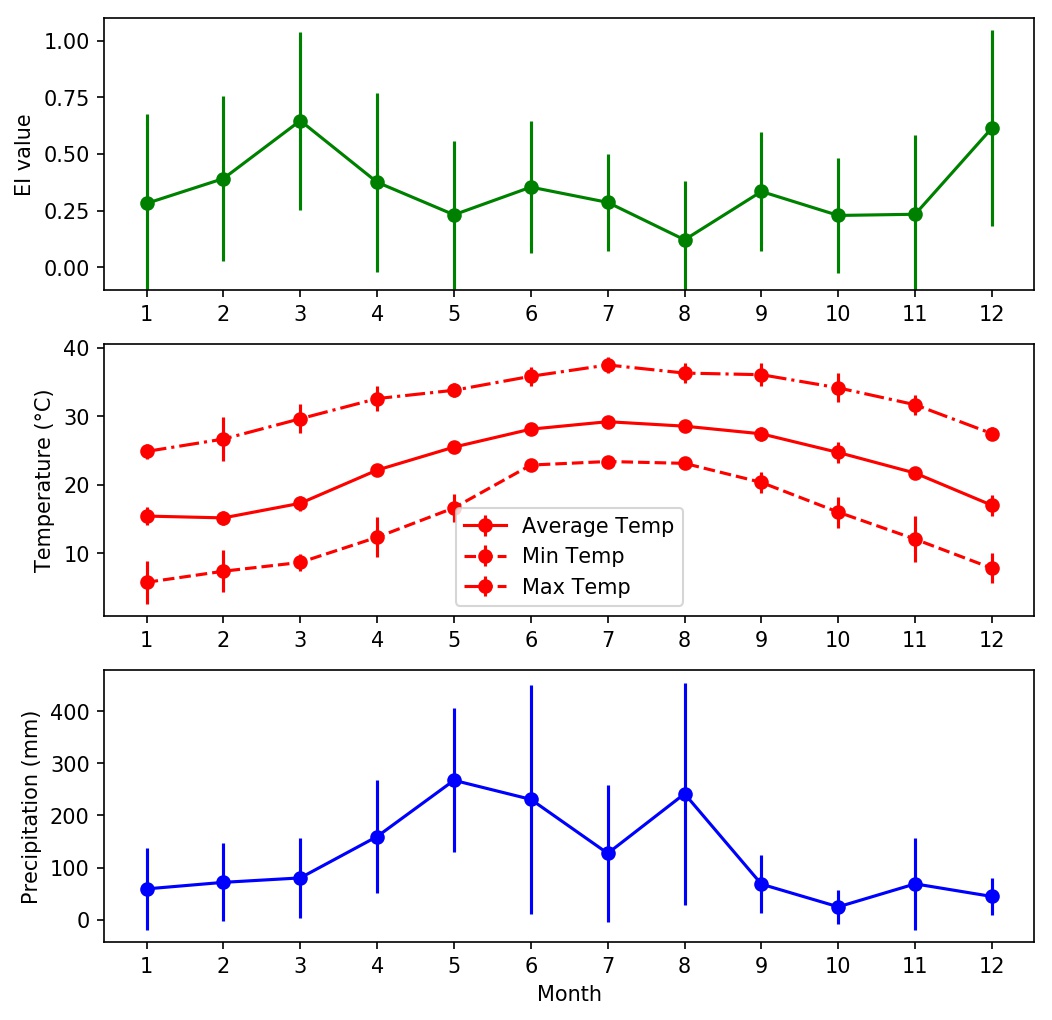 EI value
1.00
0.75
0.50
0.25
0.00
1 2 3 4 5 6 7 8 9 10 11 12
Temperature (°C)
40
30
20
10
Average Temp
Min Temp
Max Temp
1 2 3 4 5 6 7 8 9 10 11 12
Precipitation (mm)
400
300
200
100
0
1 2 3 4 5 6 7 8 9 10 11 12
Month